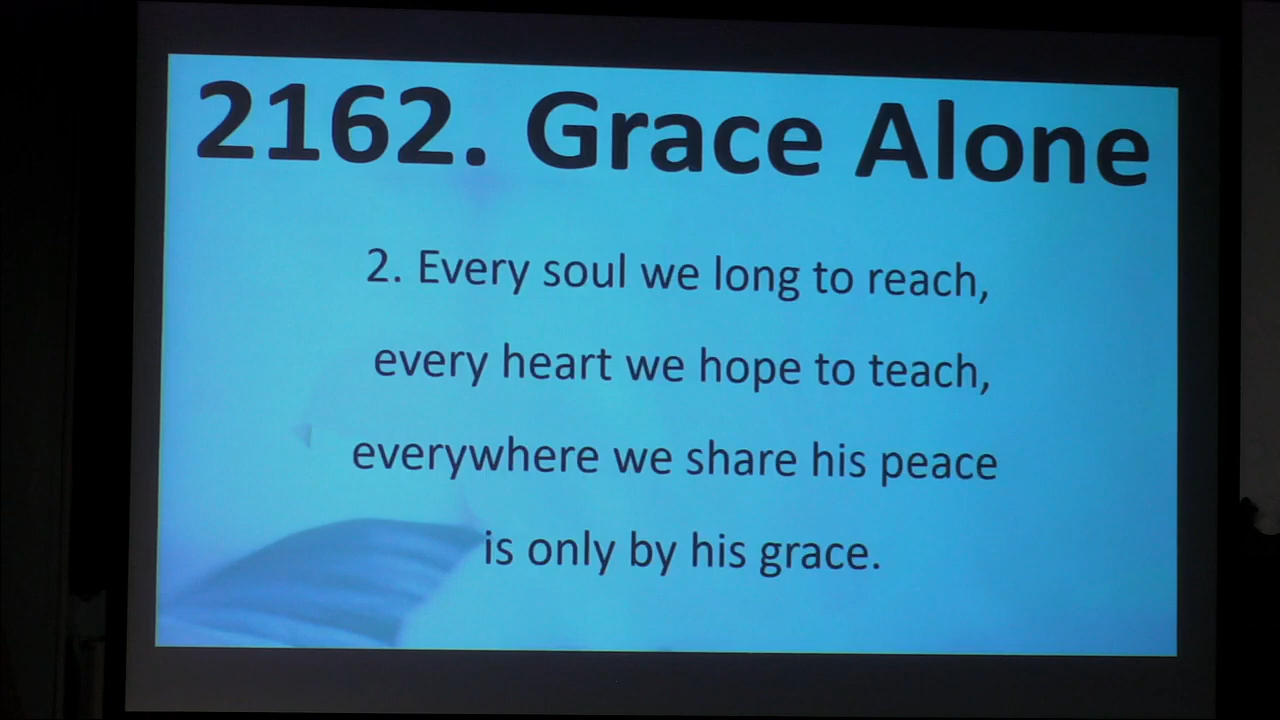 2162. Grace Alone
2. Every soul we long to reach,
every heart we hope to teach,
everywhere we share his peace
is only by his grace.